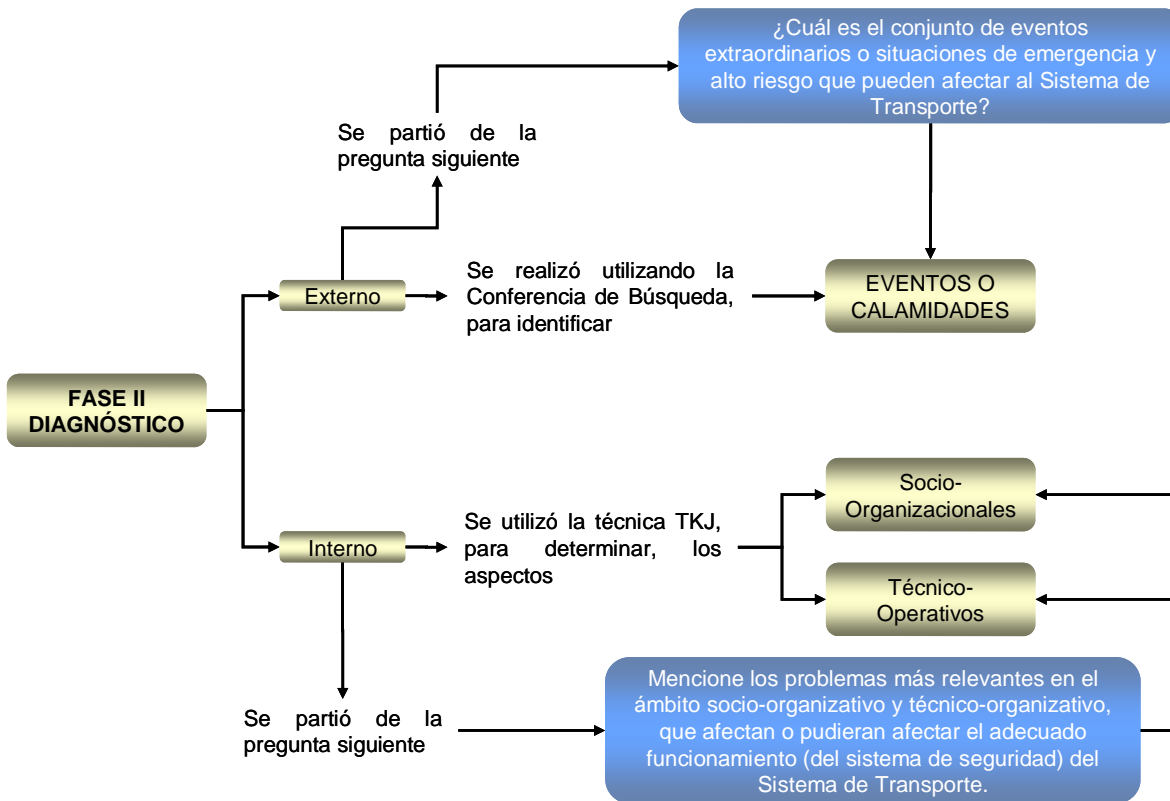 ¿Cuál es el conjunto de eventos
extraordinarios o situaciones de emergencia y
alto riesgo que pueden afectar al Sistema de
Transporte?
Se partió de la
pregunta siguiente
Externo
Se realizó utilizando la
Conferencia de Búsqueda,
para identificar
EVENTOS O
CALAMIDADES
FASE II
DIAGNÓSTICO
Interno
Se utilizó la técnica TKJ,
para determinar, los
aspectos
Socio-
Organizacionales
Técnico-
Operativos
Se partió de la
pregunta siguiente
Mencione los problemas más relevantes en el
ámbito socio-organizativo y técnico-organizativo,
que afectan o pudieran afectar el adecuado
funcionamiento (del sistema de seguridad) del
Sistema de Transporte.